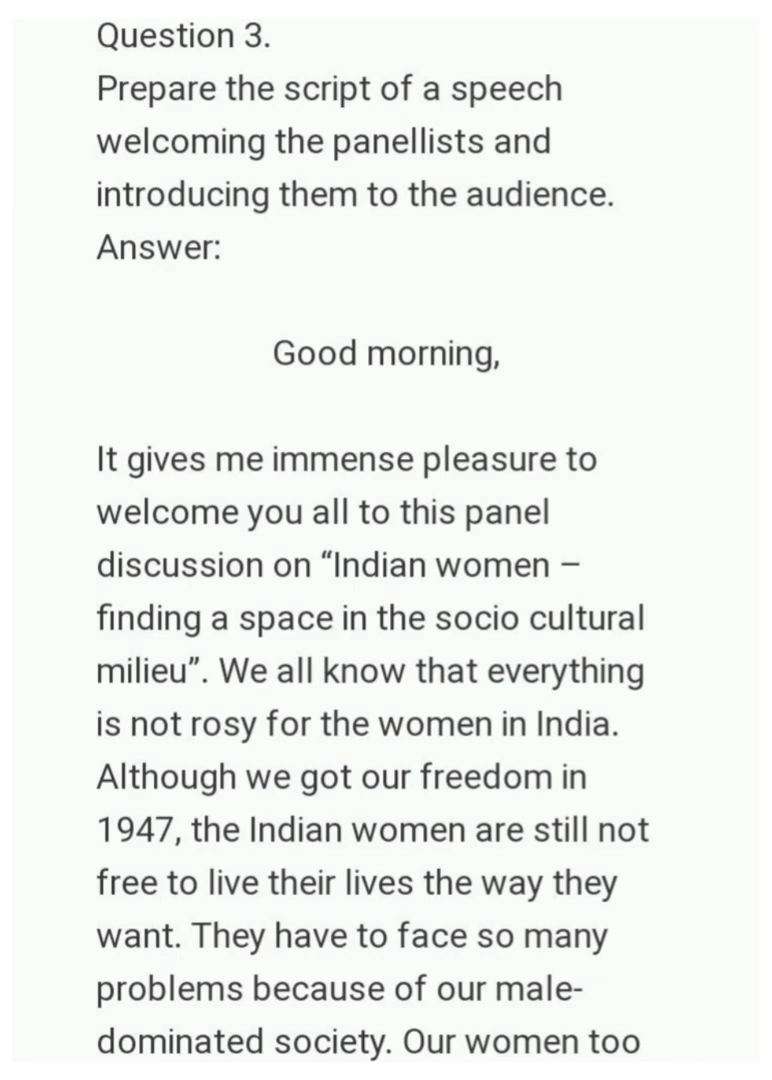 Question 3.
Prepare the script of a speech
welcoming the panellists and
introducing them to the audience.
Answer:
Good morning,
It gives me immense pleasure to
welcome you all to this panel
discussion on “Indian women –
finding a space in the socio cultural
milieu”. We all know that everything
is not rosy for the women in India.
Although we got our freedom in
1947, the Indian women are still not
free to live their lives the way they
want. They have to face so many
problems because of our male-
dominated society. Our women too